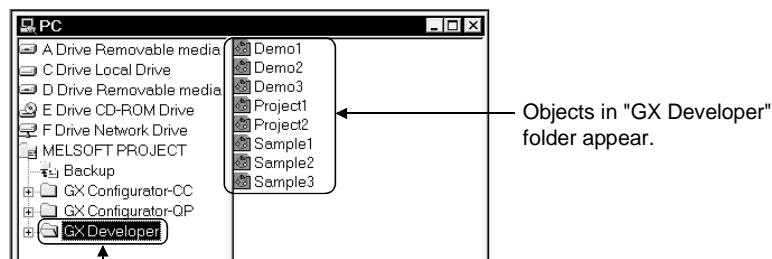 PC
A Drive Removable media
C Drive Local Drive
D Drive Removable media
E Drive CD-ROM Drive
F Drive Network Drive
MELSOFT PROJECT
Backup
GX Configurator-CC
GX Configurator-QP
GX Developer
Demo1
Demo2
Demo3
Project1
Project2
Sample1
Sample2
Sample3
Objects in "GX Developer"
folder appear.